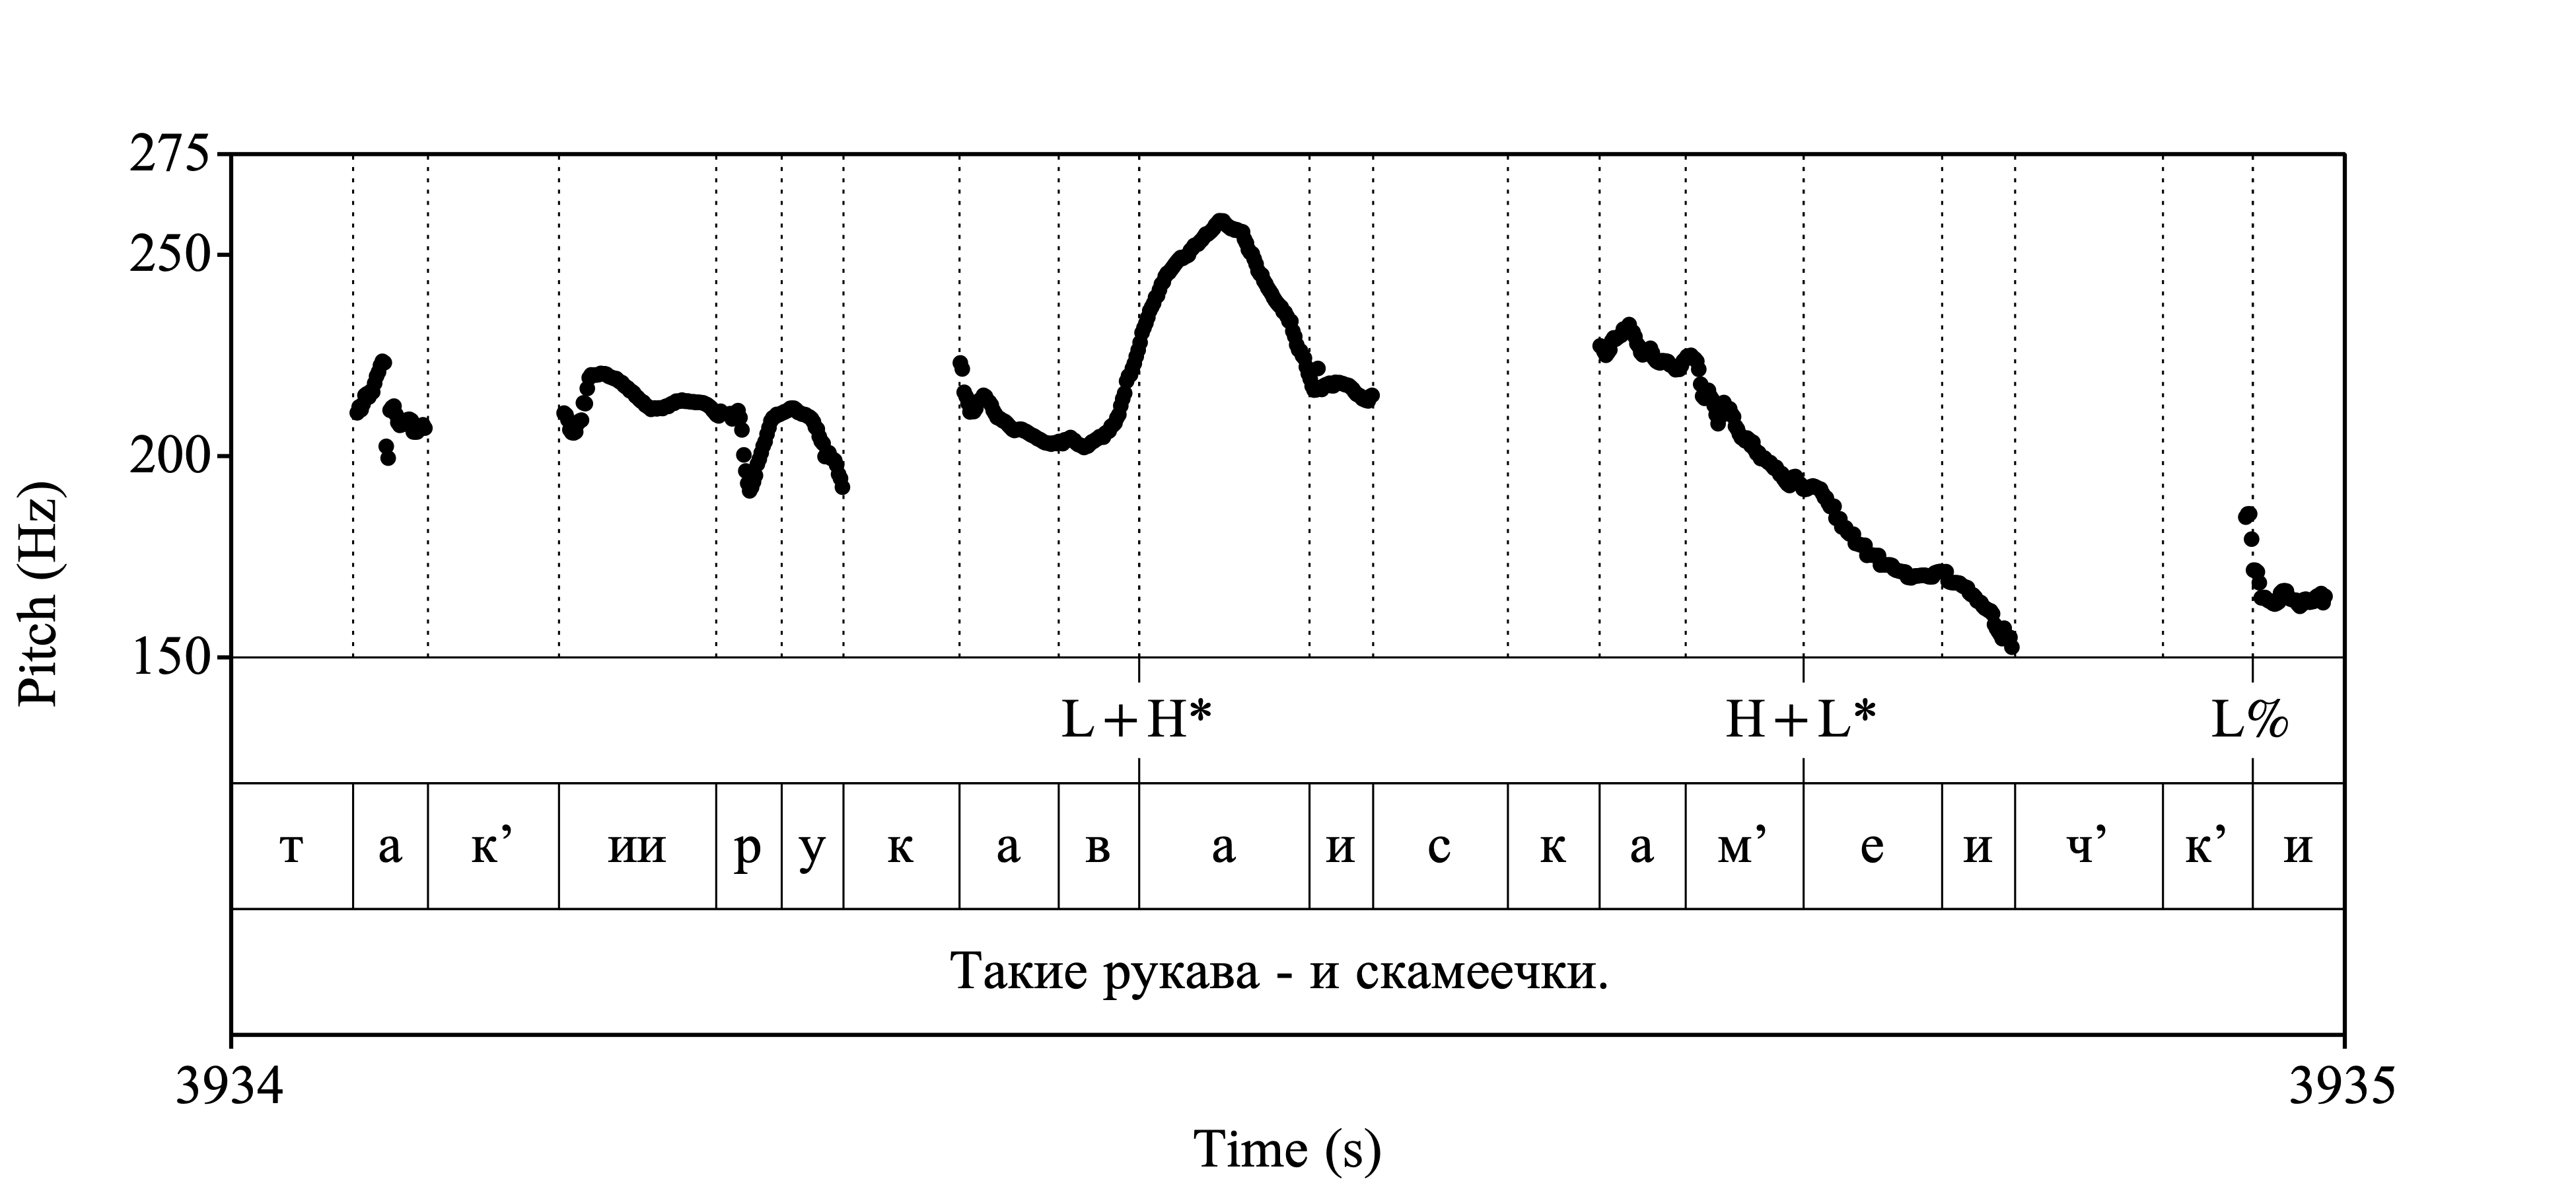 275
250
200
150
Pitch (Hz)
L+H* H+L* L%
т а к’ ии р у к а в а и с к а м’ е и ч’ к’ и
Такие рукава - и скамеечки.
3934 3935
Time (s)